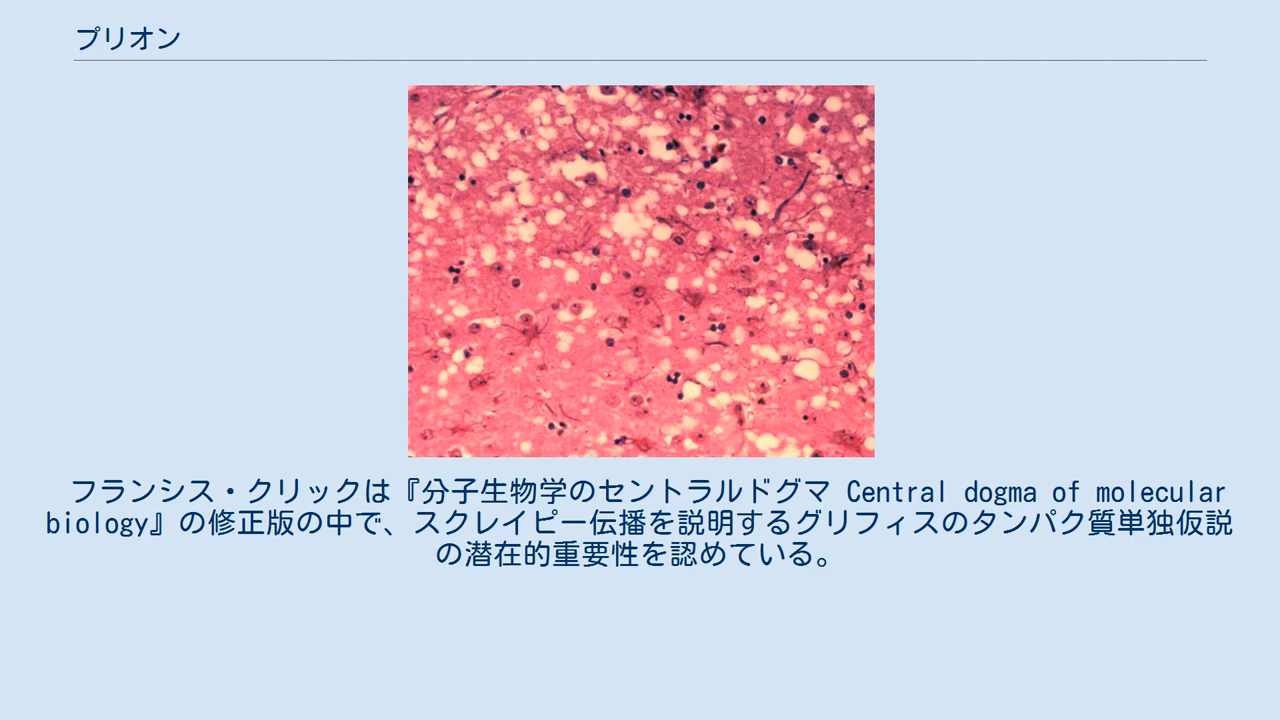 プリオン
フランシス・クリックは『分子生物学のセントラルドグマ Central dogma of molecular
biology』の修正版の中で、スクレイピー伝播を説明するグリフィスのタンパク質単独仮説
の潜在的重要性を認めている。